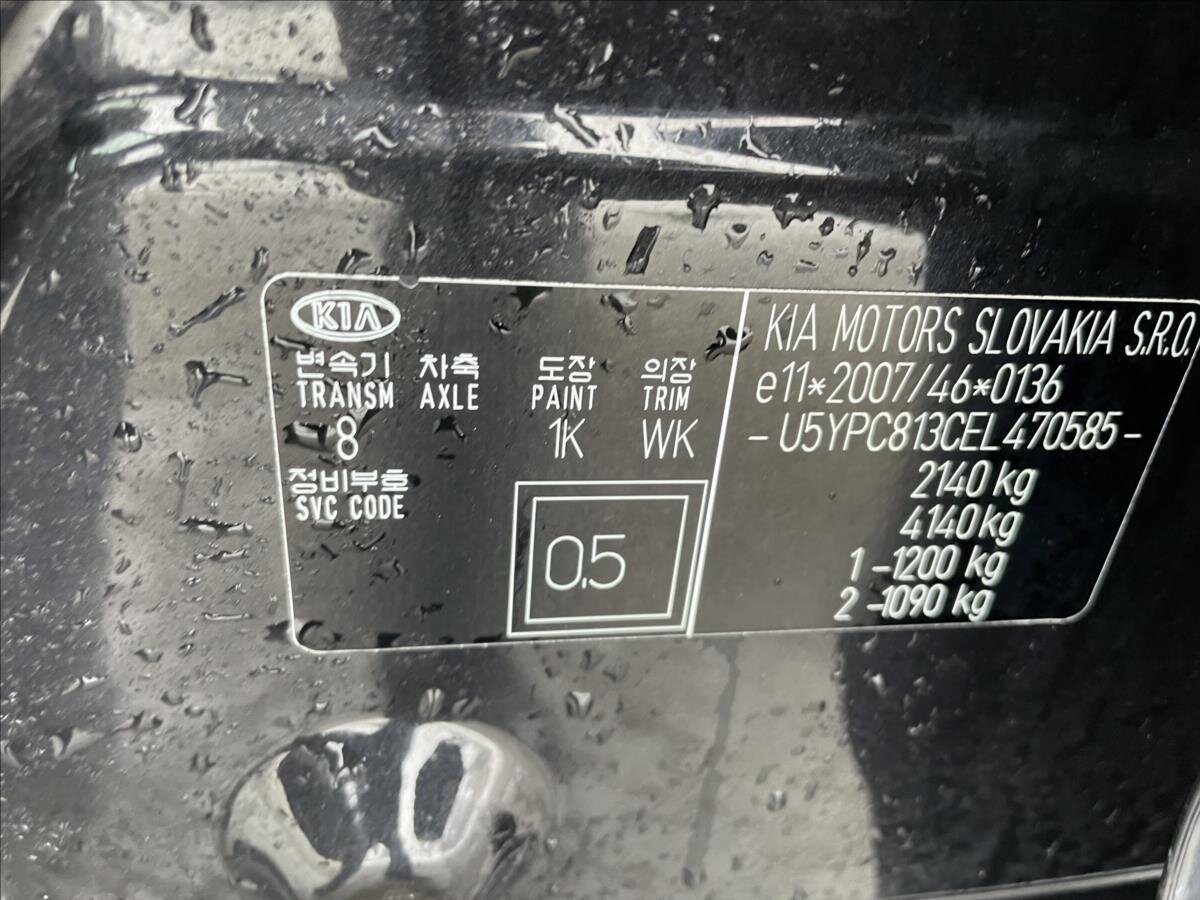 KIA
변속기 차축 도장 의장
TRANSM AXLE PAINT TRIM
8 1K WK
정비부호
SVC CODE
0.5
KIA MOTORS SLOVAKIA S.R.O.
e11*2007/46*0136
- U5YPC813CEL470585 -
2140 kg
4140 kg
1 -1200 kg
2 -1090 kg